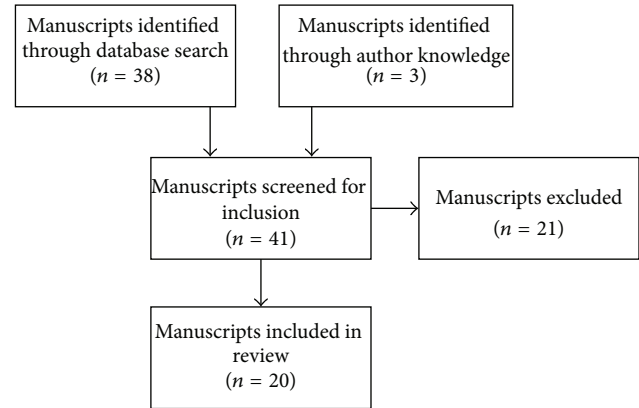 Manuscripts identified
through database search
(n = 38)
Manuscripts identified
through author knowledge
(n = 3)
Manuscripts screened for
inclusion
(n = 41)
Manuscripts excluded
(n = 21)
Manuscripts included in
review
(n = 20)